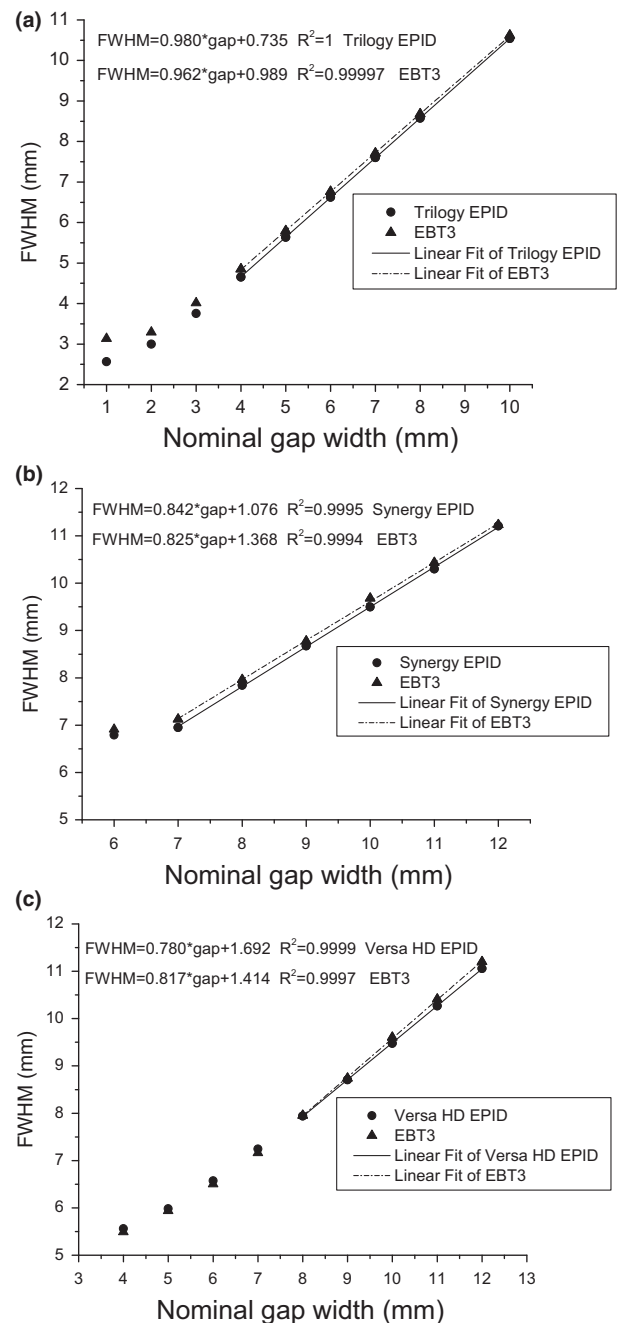 (a)
FWHM=0.980*gap+0.735 R²=1 Trilogy EPID
FWHM=0.962*gap+0.989 R²=0.99997 EBT3
11
10
9
8
7
6
5
4
3
2
FWHM (mm)
Trilogy EPID
EBT3
Linear Fit of Trilogy EPID
Linear Fit of EBT3
1 2 3 4 5 6 7 8 9 10
Nominal gap width (mm)
(b)
FWHM=0.842*gap+1.076 R²=0.9995 Synergy EPID
FWHM=0.825*gap+1.368 R²=0.9994 EBT3
12
11
10
9
8
7
6
5
FWHM (mm)
Synergy EPID
EBT3
Linear Fit of Synergy EPID
Linear Fit of EBT3
6 7 8 9 10 11 12
Nominal gap width (mm)
(c)
FWHM=0.780*gap+1.692 R²=0.9999 Versa HD EPID
FWHM=0.817*gap+1.414 R²=0.9997 EBT3
12
11
10
9
8
7
6
5
FWHM (mm)
Versa HD EPID
EBT3
Linear Fit of Versa HD EPID
Linear Fit of EBT3
3 4 5 6 7 8 9 10 11 12 13
Nominal gap width (mm)